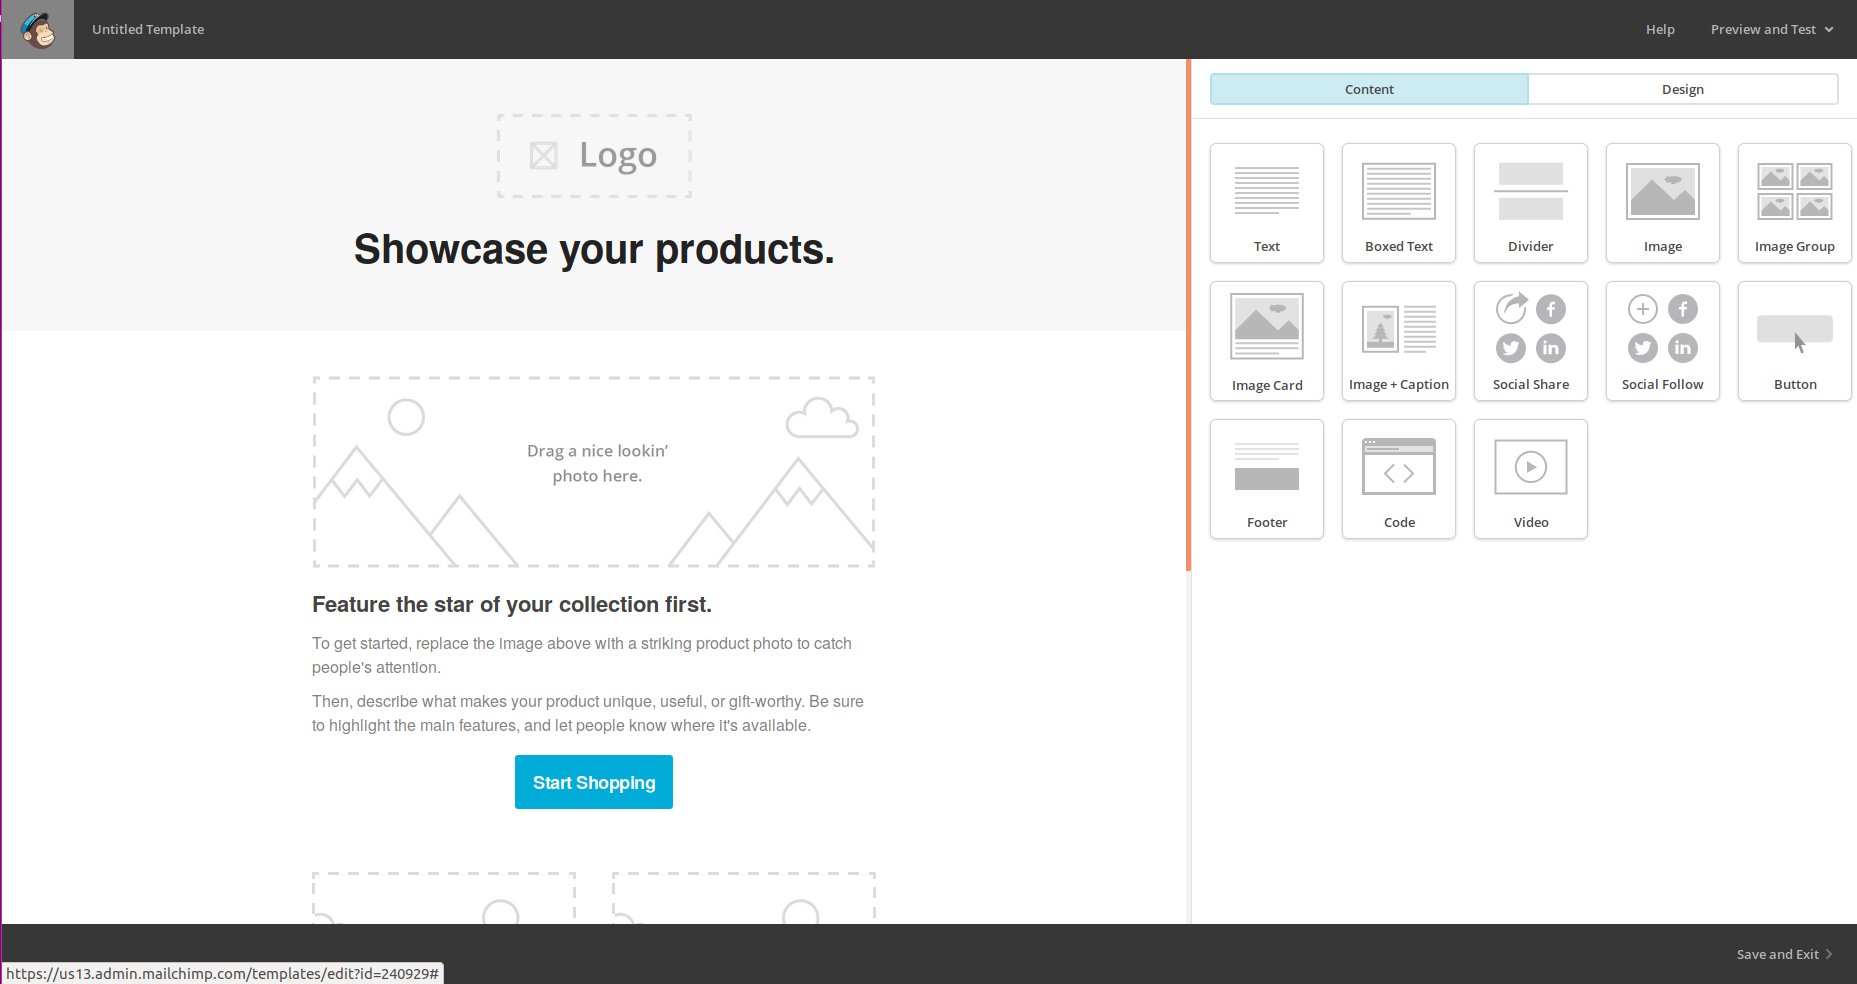 Untitled Template
Help
Preview and Test
Logo
Showcase your products.
Drag a nice lookin’
photo here.
Feature the star of your collection first.
To get started, replace the image above with a striking product photo to catch
people's attention.
Then, describe what makes your product unique, useful, or gift-worthy. Be sure
to highlight the main features, and let people know where it's available.
Start Shopping
Content
Design
Text
Boxed Text
Divider
Image
Image Group
Image Card
Image + Caption
Social Share
Social Follow
Button
Footer
Code
Video
Save and Exit
https://us13.admin.mailchimp.com/templates/edit?id=240929#